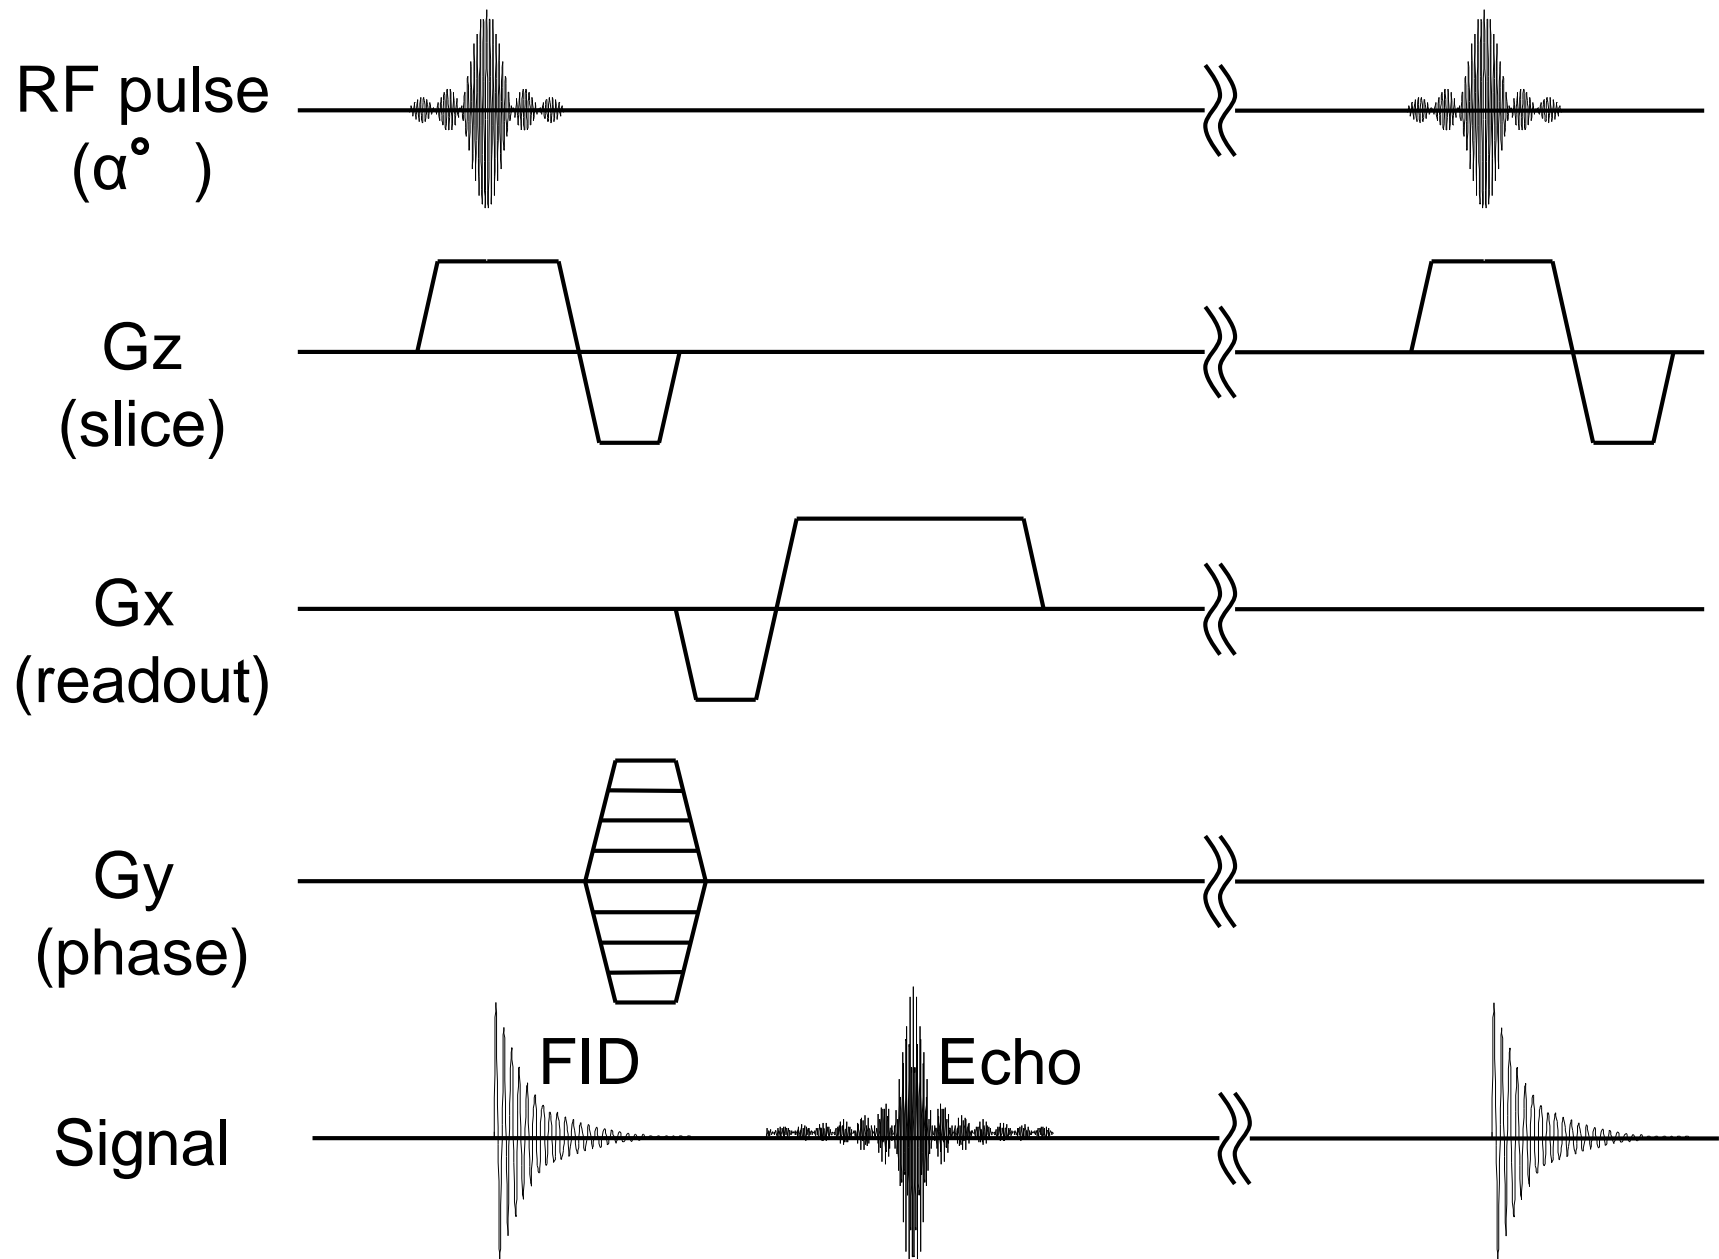 RF pulse
(α° )
Gz
(slice)
Gx
(readout)
Gy
(phase)
FID
Echo
Signal